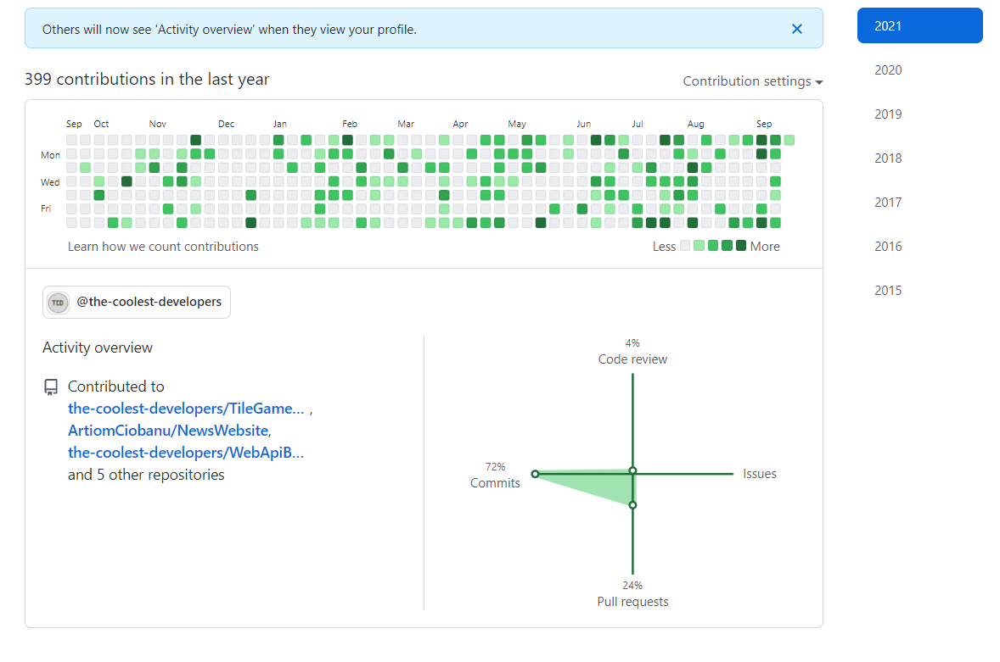 Others will now see 'Activity overview' when they view your profile.
2021
2020
2019
2018
2017
2016
2015
399 contributions in the last year
Contribution settings
Sep Oct Nov Dec Jan Feb Mar Apr May Jun Jul Aug Sep
Mon
Wed
Fri
Learn how we count contributions
Less More
TCD @the-coolest-developers
Activity overview
Contributed to
the-coolest-developers/TileGame... ,
ArtiomCiobanu/NewsWebsite,
the-coolest-developers/WebApiB...
and 5 other repositories
4%
Code review
72%
Commits
Issues
24%
Pull requests